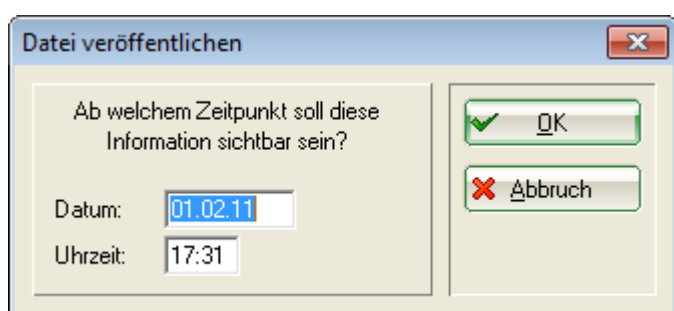 Datei veröffentlichen
Ab welchem Zeitpunkt soll diese
Information sichtbar sein?
Datum: 01.02.11
Uhrzeit: 17:31
OK
Abbruch